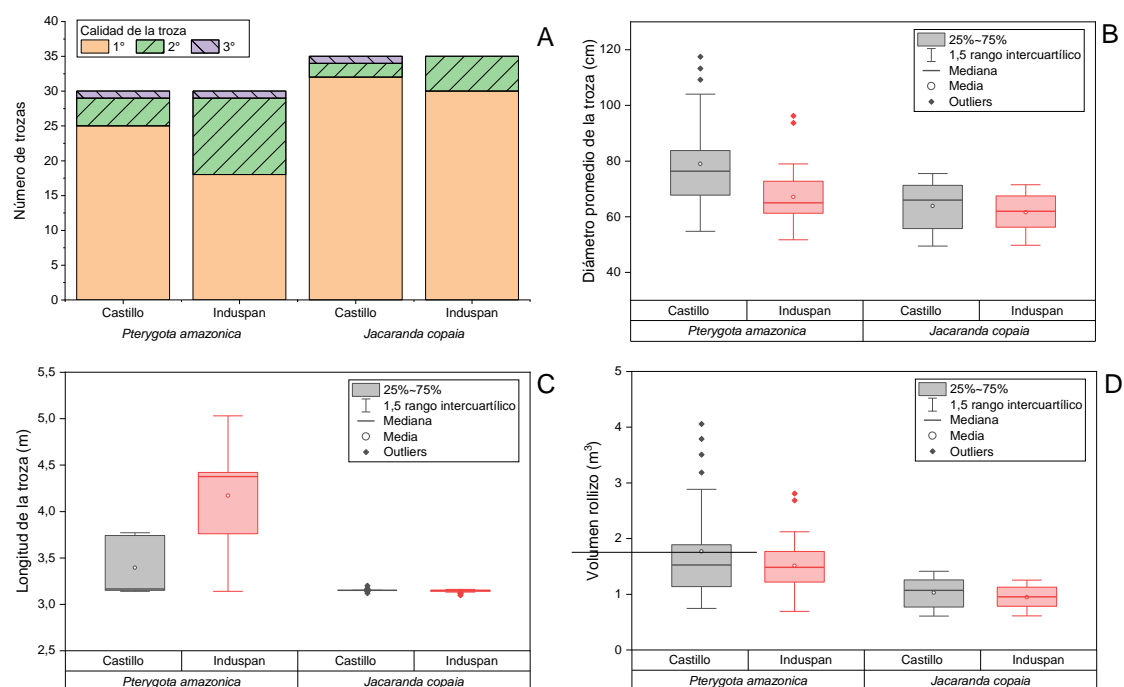 A
Calidad de la troza
1° 2° 3°
Número de trozas
40
35
30
25
20
15
10
5
0
Castillo Induspan Castillo Induspan
Pterygota amazonica Jacaranda copaia
B
25%~75%
1,5 rango intercuartílico
Mediana
Media
Outliers
Diámetro promedio de la troza (cm)
120
100
80
60
40
Castillo Induspan Castillo Induspan
Pterygota amazonica Jacaranda copaia
C
25%~75%
1,5 rango intercuartílico
Mediana
Media
Outliers
Longitud de la troza (m)
5,5
5,0
4,5
4,0
3,5
3,0
2,5
Castillo Induspan Castillo Induspan
Pterygota amazonica Jacaranda copaia
D
25%~75%
1,5 rango intercuartílico
Mediana
Media
Outliers
Volumen rollizo (m³)
5
4
3
2
1
0
Castillo Induspan Castillo Induspan
Pterygota amazonica Jacaranda copaia